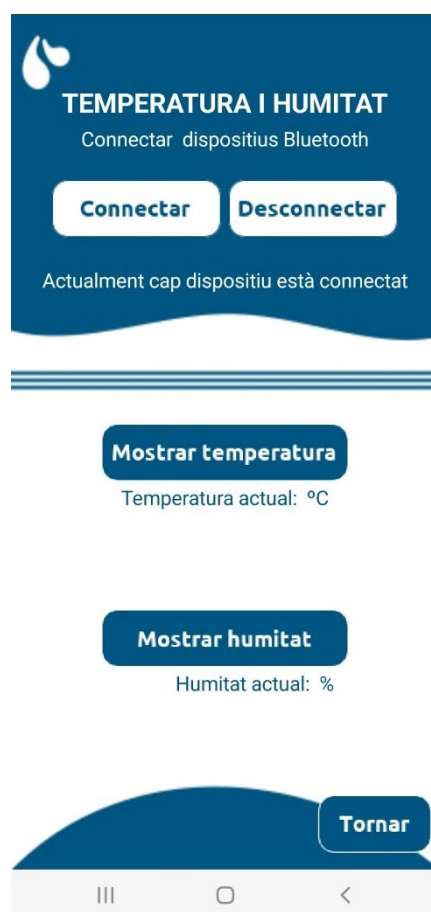 TEMPERATURA I HUMITAT
Connectar dispositius Bluetooth
Connectar Desconnectar
Actualment cap dispositiu està connectat
Mostrar temperatura
Temperatura actual: ºC
Mostrar humitat
Humitat actual: %
Tornar